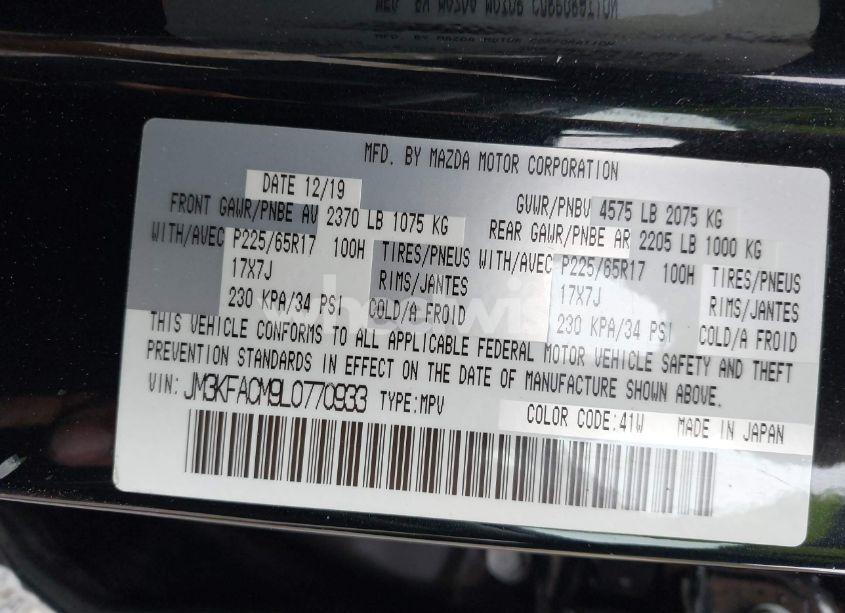 MFD. BY MAZDA MOTOR CORPORATION
MFD. BY MAZDA MOTOR CORPORATION
DATE 12/19 GVWR/PNBV 4575 LB 2075 KG
FRONT GAWR/PNBE AV 2370 LB 1075 KG REAR GAWR/PNBE AR 2205 LB 1000 KG
WITH/AVEC P225/65R17 100H TIRES/PNEUS WITH/AVEC P225/65R17 100H TIRES/PNEUS
17X7J RIMS/JANTES 17X7J RIMS/JANTES
230 KPA/34 PSI COLD/A FROID 230 KPA/34 PSI COLD/A FROID
THIS VEHICLE CONFORMS TO ALL APPLICABLE FEDERAL MOTOR VEHICLE SAFETY AND THEFT
PREVENTION STANDARDS IN EFFECT ON THE DATE OF MANUFACTURE SHOWN ABOVE.
VIN: JM3KFACM9L0770933 TYPE:MPV
COLOR CODE:41W MADE IN JAPAN